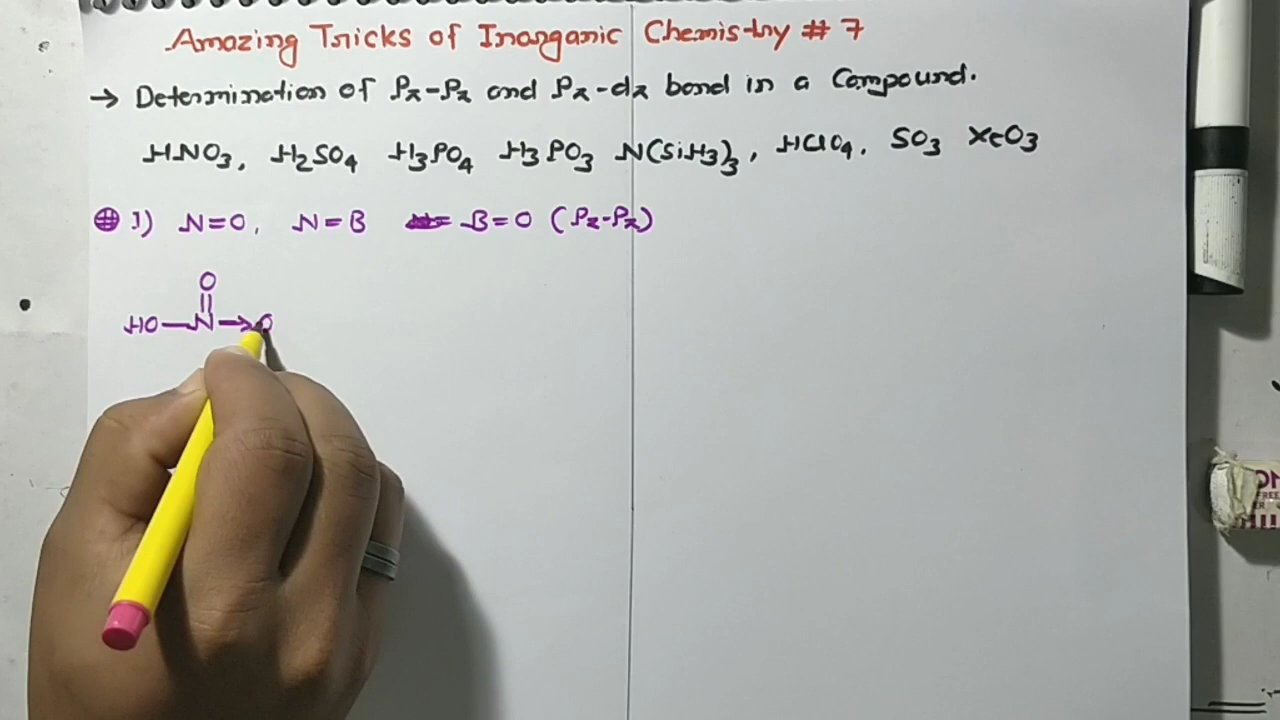 Amazing Tricks of Inorganic Chemistry # 7
→ Determination of Pπ-Pπ and Pπ-dπ bond in a Compound.
HNO3, H2SO4 H3PO4 H3PO3 N(SiH3)3, HClO4. SO3 XeO3
1) N=O, N=B B=O (Pπ-Pπ)
O
||
HO—N→O